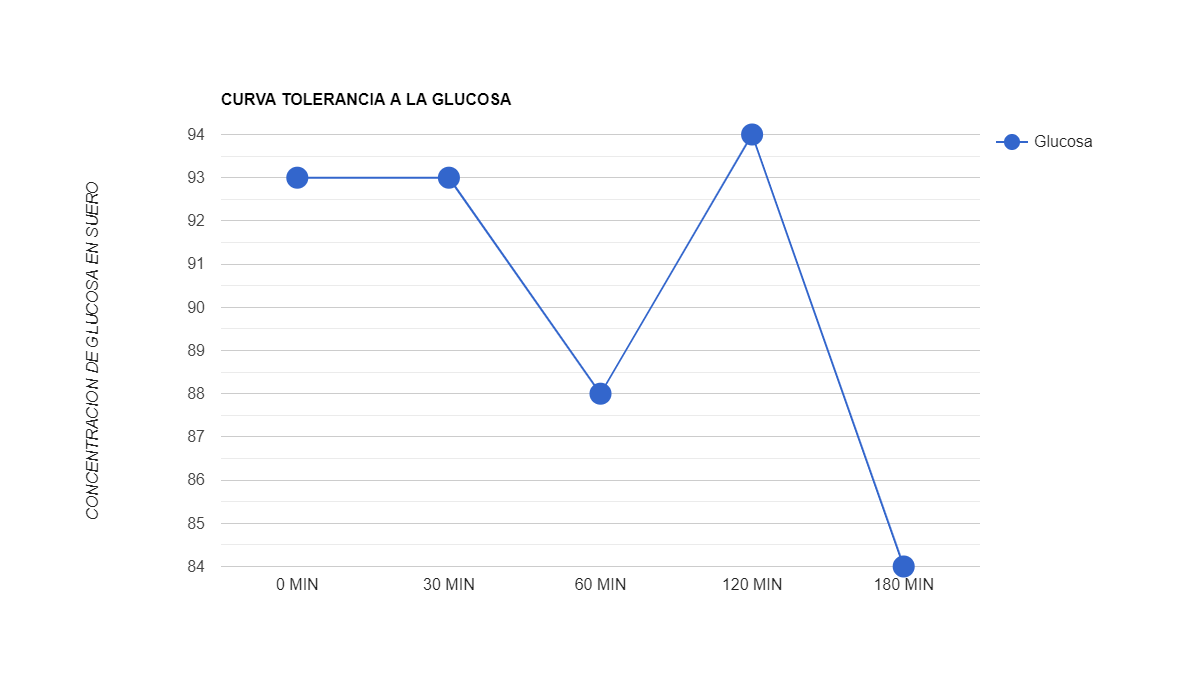 CURVA TOLERANCIA A LA GLUCOSA
CONCENTRACION DE GLUCOSA EN SUERO
94
93
92
91
90
89
88
87
86
85
84
0 MIN
30 MIN
60 MIN
120 MIN
180 MIN
Glucosa